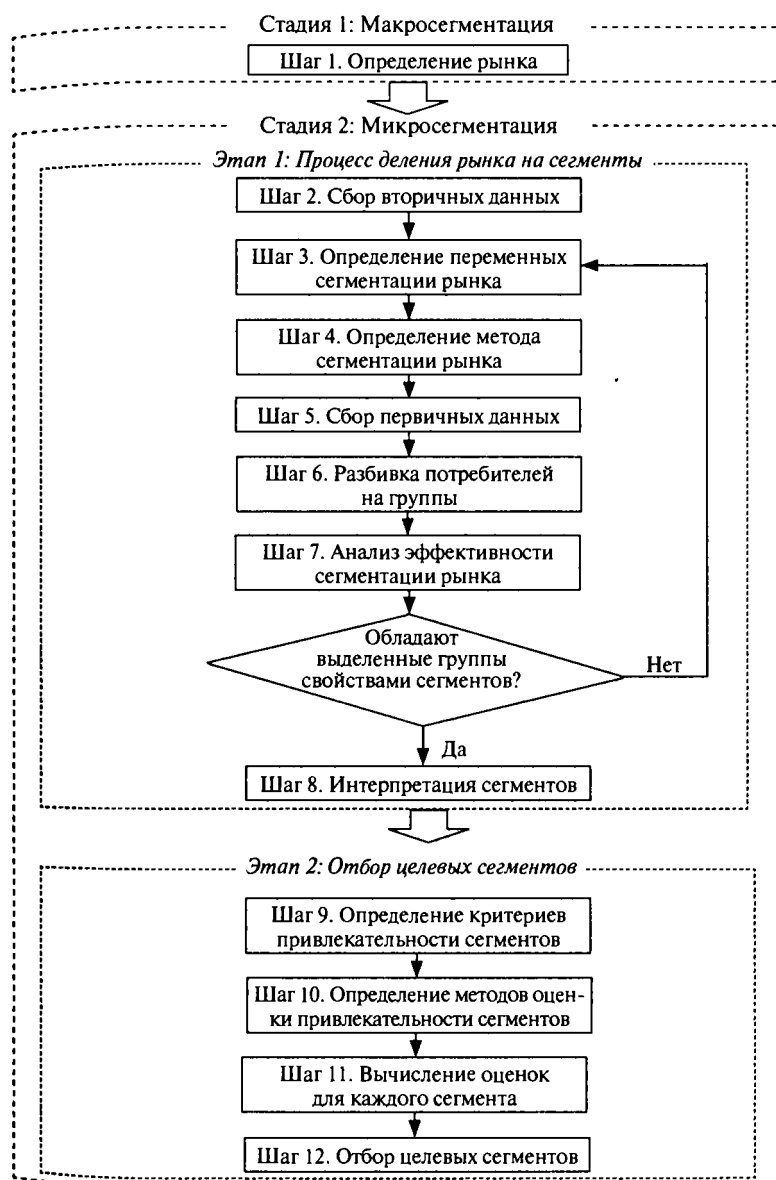 Стадия 1: Макросегментация
Шаг 1. Определение рынка
Стадия 2: Микросегментация
Этап 1: Процесс деления рынка на сегменты
Шаг 2. Сбор вторичных данных
Шаг 3. Определение переменных
сегментации рынка
Шаг 4. Определение метода
сегментации рынка
Шаг 5. Сбор первичных данных
Шаг 6. Разбивка потребителей
на группы
Шаг 7. Анализ эффективности
сегментации рынка
Обладают
выделенные группы
свойствами сегментов?
Нет
Да
Шаг 8. Интерпретация сегментов
Этап 2: Отбор целевых сегментов
Шаг 9. Определение критериев
привлекательности сегментов
Шаг 10. Определение методов оцен-
ки привлекательности сегментов
Шаг 11. Вычисление оценок
для каждого сегмента
Шаг 12. Отбор целевых сегментов